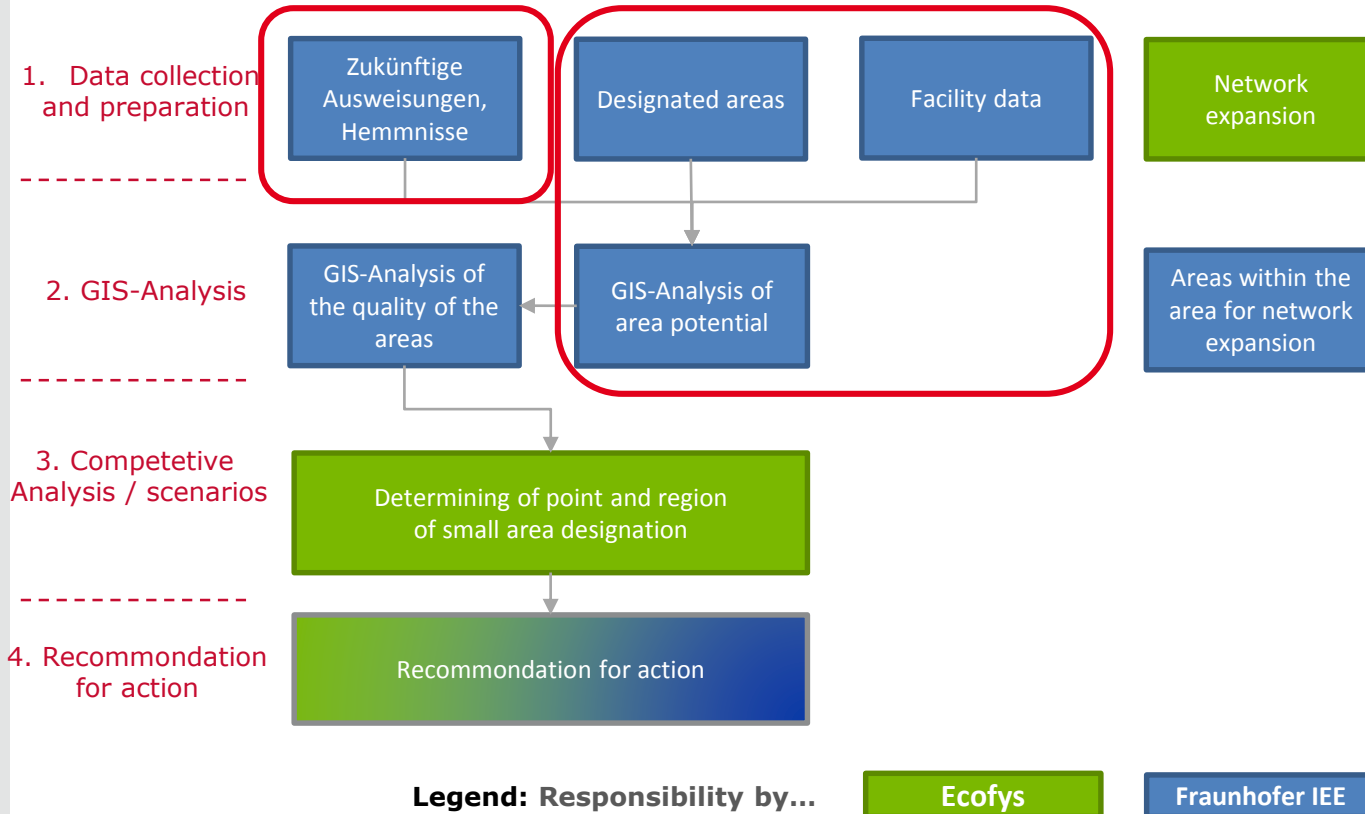 1. Data collection
and preparation
Zukünftige
Ausweisungen,
Hemmnisse
Designated areas
Facility data
Network
expansion
2. GIS-Analysis
GIS-Analysis of
the quality of the
areas
GIS-Analysis of
area potential
Areas within the
area for network
expansion
3. Competetive
Analysis / scenarios
Determining of point and region
of small area designation
4. Recommondation
for action
Recommondation for action
Legend: Responsibility by...
Ecofys
Fraunhofer IEE